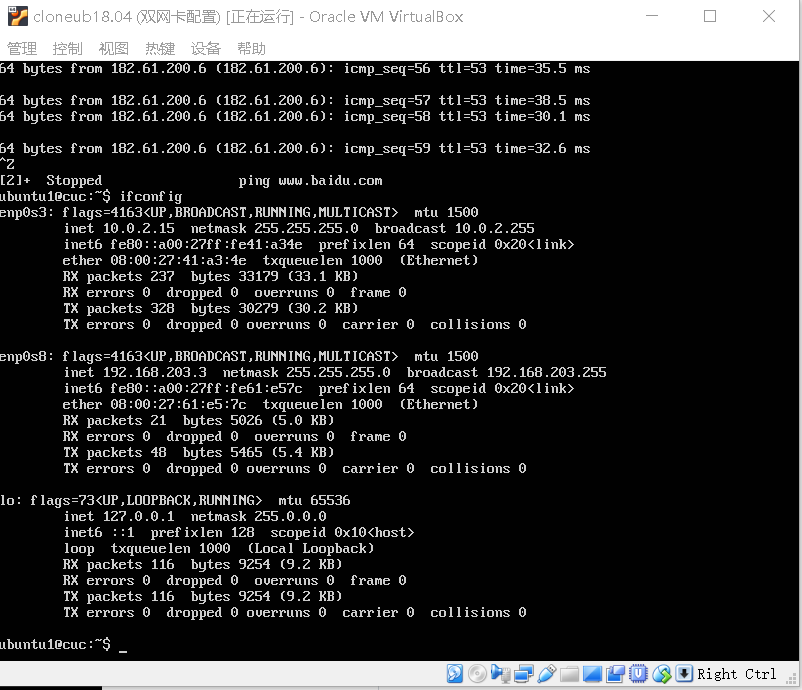 cloneub18.04 (双网卡配置) [正在运行] - Oracle VM VirtualBox
管理 控制 视图 热键 设备 帮助
64 bytes from 182.61.200.6 (182.61.200.6): icmp_seq=56 ttl=53 time=35.5 ms
64 bytes from 182.61.200.6 (182.61.200.6): icmp_seq=57 ttl=53 time=38.5 ms
64 bytes from 182.61.200.6 (182.61.200.6): icmp_seq=58 ttl=53 time=30.1 ms
64 bytes from 182.61.200.6 (182.61.200.6): icmp_seq=59 ttl=53 time=32.6 ms
^Z
[2]+  Stopped                 ping www.baidu.com
ubuntu1@cuc:~$ ifconfig
enp0s3: flags=4163<UP,BROADCAST,RUNNING,MULTICAST>  mtu 1500
        inet 10.0.2.15  netmask 255.255.255.0  broadcast 10.0.2.255
        inet6 fe80::a00:27ff:fe41:a34e  prefixlen 64  scopeid 0x20<link>
        ether 08:00:27:41:a3:4e  txqueuelen 1000  (Ethernet)
        RX packets 237  bytes 33179 (33.1 KB)
        RX errors 0  dropped 0  overruns 0  frame 0
        TX packets 328  bytes 30279 (30.2 KB)
        TX errors 0  dropped 0 overruns 0  carrier 0  collisions 0
enp0s8: flags=4163<UP,BROADCAST,RUNNING,MULTICAST>  mtu 1500
        inet 192.168.203.3  netmask 255.255.255.0  broadcast 192.168.203.255
        inet6 fe80::a00:27ff:fe61:e57c  prefixlen 64  scopeid 0x20<link>
        ether 08:00:27:61:e5:7c  txqueuelen 1000  (Ethernet)
        RX packets 21  bytes 5026 (5.0 KB)
        RX errors 0  dropped 0  overruns 0  frame 0
        TX packets 48  bytes 5465 (5.4 KB)
        TX errors 0  dropped 0 overruns 0  carrier 0  collisions 0
lo: flags=73<UP,LOOPBACK,RUNNING>  mtu 65536
        inet 127.0.0.1  netmask 255.0.0.0
        inet6 ::1  prefixlen 128  scopeid 0x10<host>
        loop  txqueuelen 1000  (Local Loopback)
        RX packets 116  bytes 9254 (9.2 KB)
        RX errors 0  dropped 0  overruns 0  frame 0
        TX packets 116  bytes 9254 (9.2 KB)
        TX errors 0  dropped 0 overruns 0  carrier 0  collisions 0
ubuntu1@cuc:~$ _
Right Ctrl